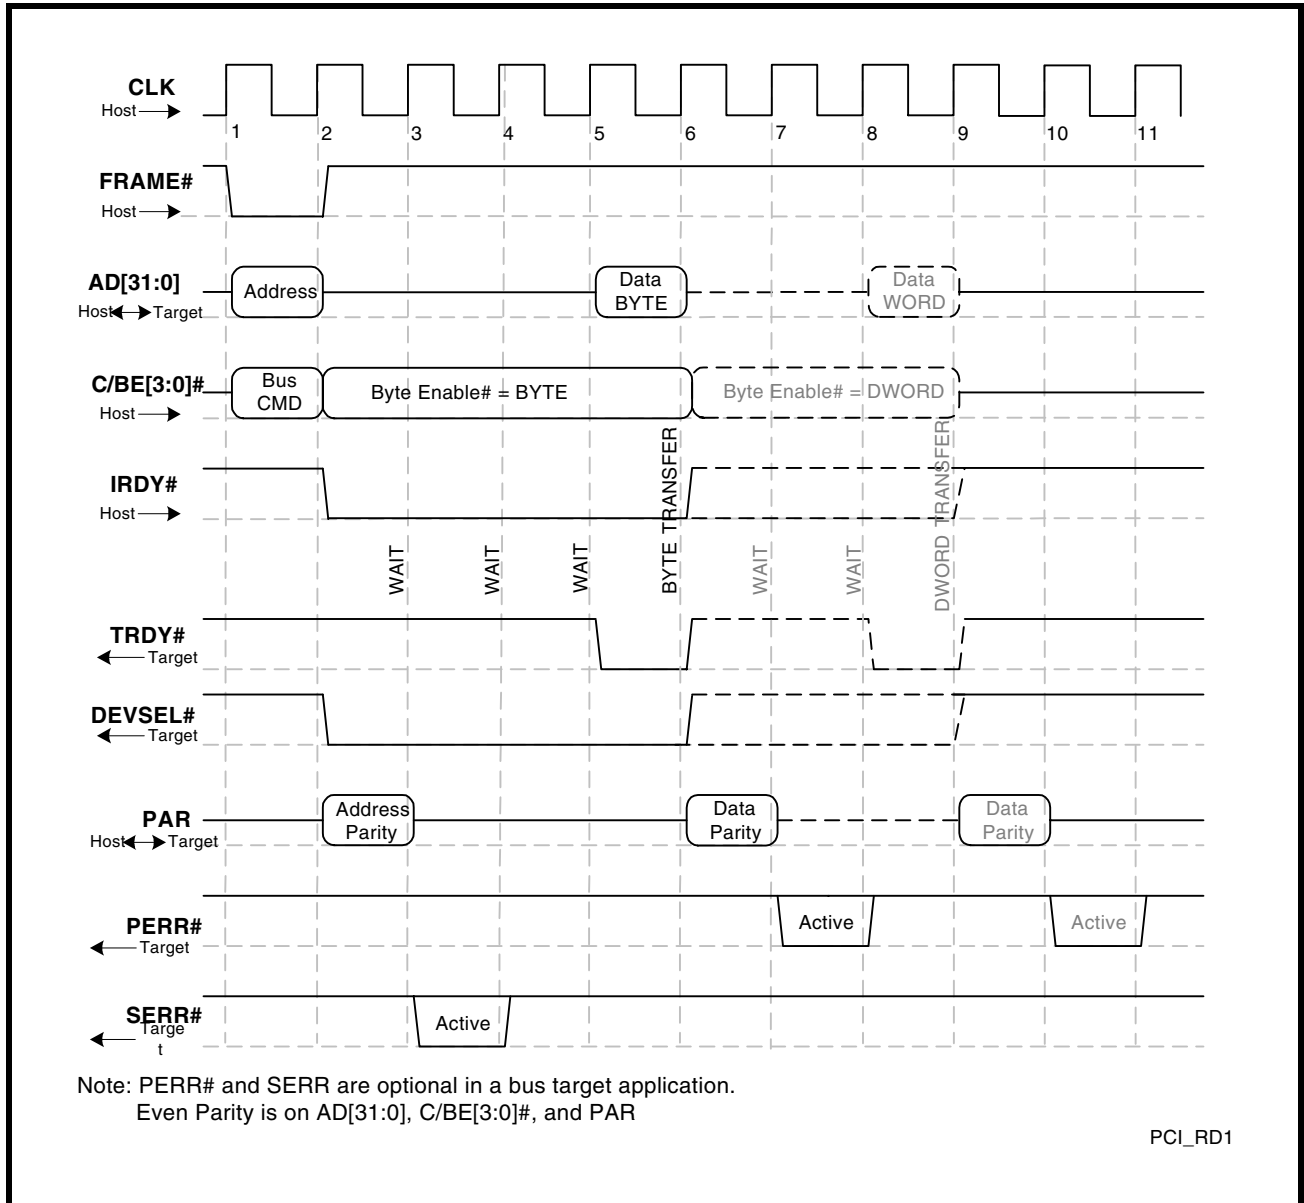 CLK
Host
1 2 3 4 5 6 7 8 9 10 11
FRAME#
Host
AD[31:0]
Host Target
Address
Data
BYTE
Data
WORD
C/BE[3:0]#
Host
Bus
CMD
Byte Enable# = BYTE
Byte Enable# = DWORD
IRDY#
Host
WAIT
WAIT
WAIT
BYTE TRANSFER
WAIT
WAIT
DWORD TRANSFER
TRDY#
Target
DEVSEL#
Target
PAR
Host Target
Address
Parity
Data
Parity
Data
Parity
PERR#
Target
Active
Active
SERR#
Targe
t
Active
Note: PERR# and SERR are optional in a bus target application.
Even Parity is on AD[31:0], C/BE[3:0]#, and PAR
PCI_RD1